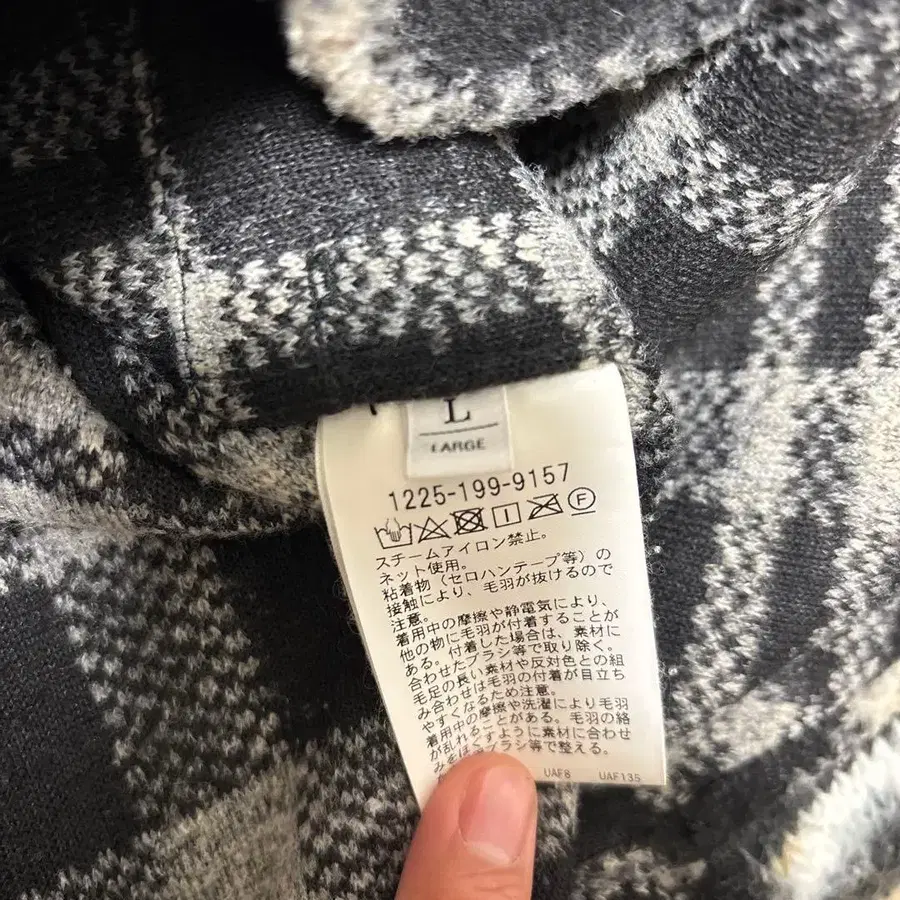 L
LARGE
1225-199-9157
スチームアイロン禁止。
ネット使用。
粘着物（セロハンテープ等）の
接触により、毛羽が抜けるので
注意。
着用中の摩擦や静電気により、
他の物に毛羽が付着することが
ある。付着した場合は、素材に
合わせたブラシ等で取り除く。
毛足の長い素材や反対色との組
み合わせは毛羽の付着が目立ち
やすくなるため注意。
着用中の摩擦や洗濯により毛羽
が乱れることがある。毛羽の絡
みをほぐすように素材に合わせ
ブラシ等で整える。
UAF8 UAF135